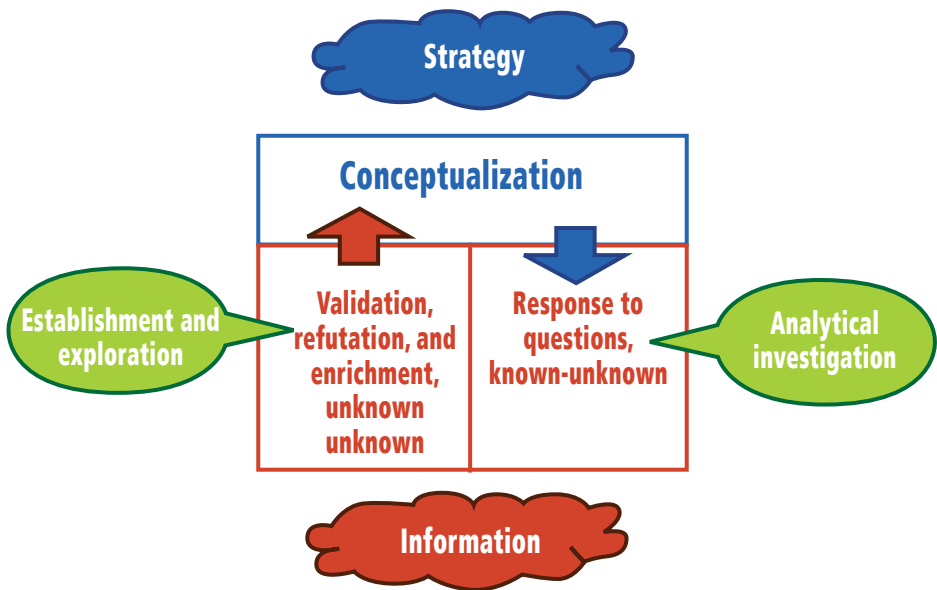 Strategy
Conceptualization
Establishment and
exploration
Validation,
refutation, and
enrichment,
unknown
unknown
Response to
questions,
known-unknown
Analytical
investigation
Information